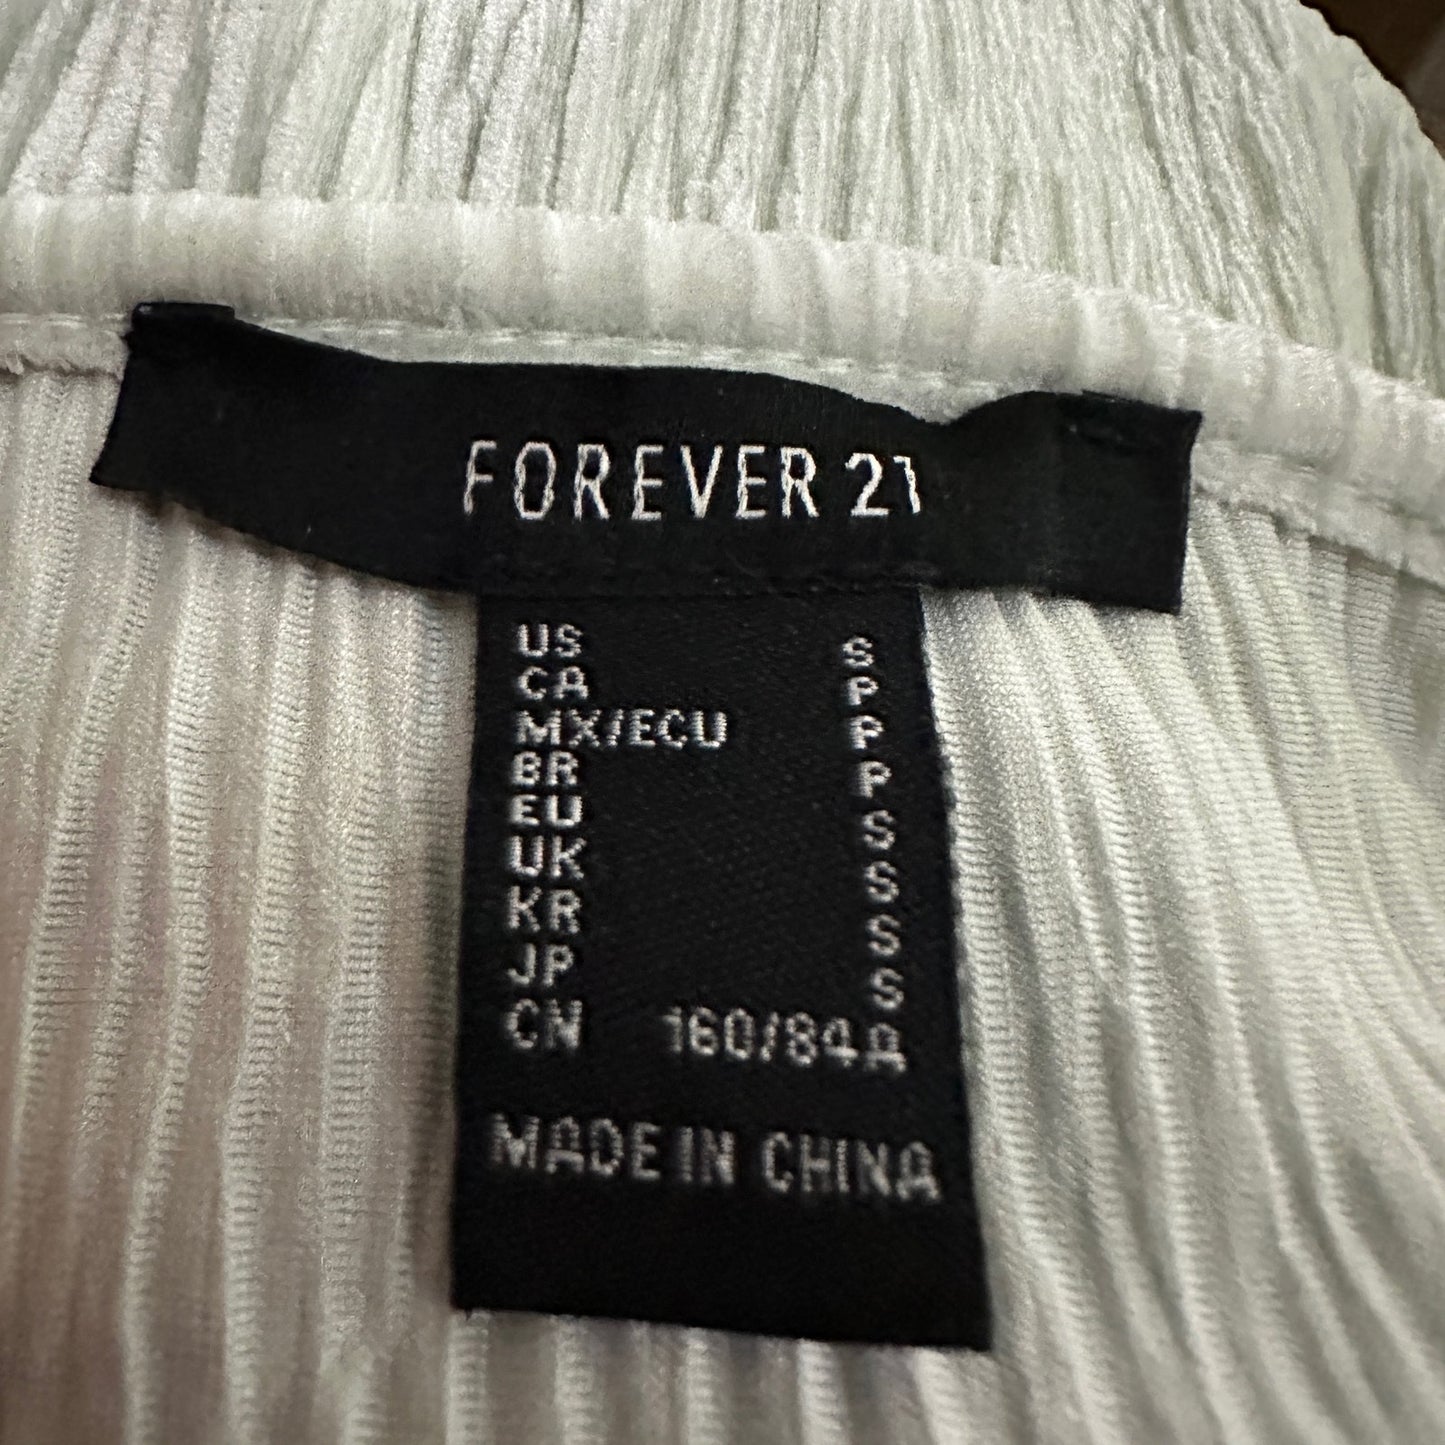 FOREVER 21
US S
CA P
MX/ECU P
BR P
EU S
UK S
KR S
JP S
CN 160/84A
MADE IN CHINA